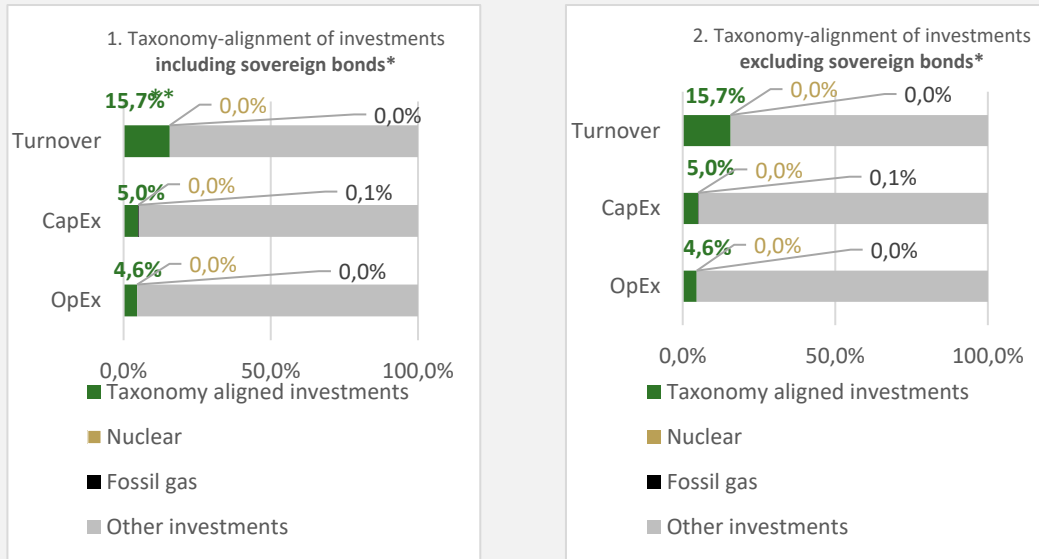 1. Taxonomy-alignment of investments
including sovereign bonds*
15,7%**
0,0%
0,0%
Turnover
5,0%
0,0%
0,1%
CapEx
4,6%
0,0%
0,0%
OpEx
0,0% 50,0% 100,0%
Taxonomy aligned investments
Nuclear
Fossil gas
Other investments
2. Taxonomy-alignment of investments
excluding sovereign bonds*
15,7%
0,0%
0,0%
Turnover
5,0%
0,0%
0,1%
CapEx
4,6%
0,0%
0,0%
OpEx
0,0% 50,0% 100,0%
Taxonomy aligned investments
Nuclear
Fossil gas
Other investments